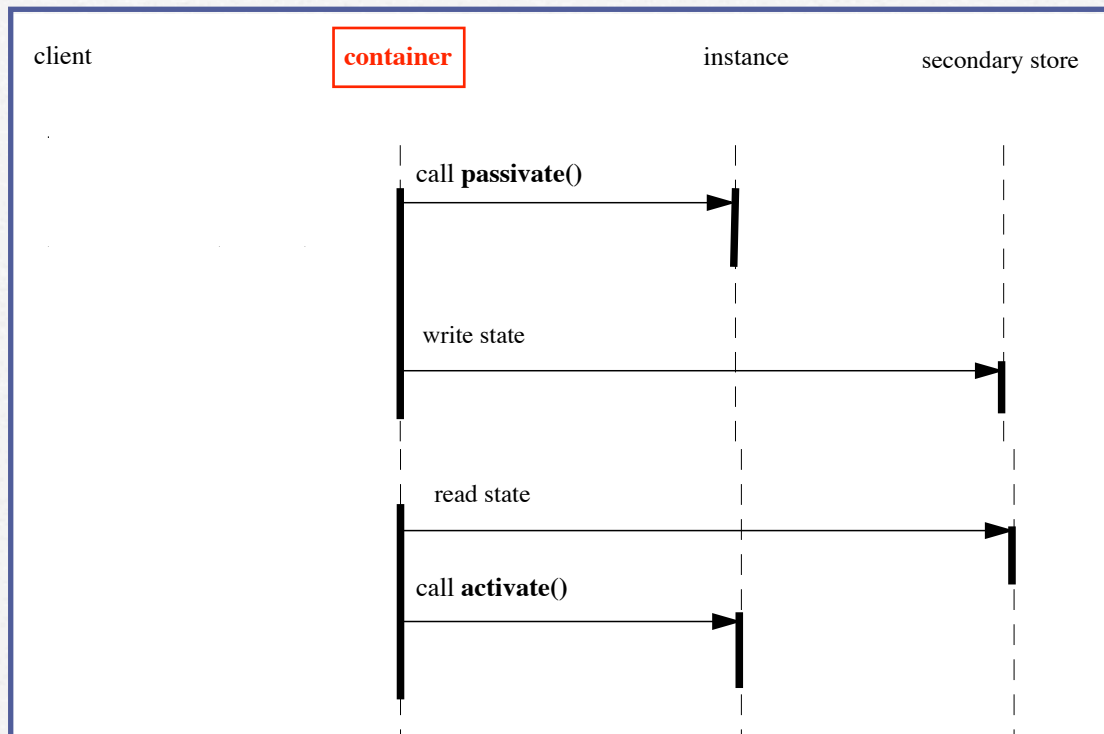 client
container
instance
secondary store
call passivate()
write state
read state
call activate()